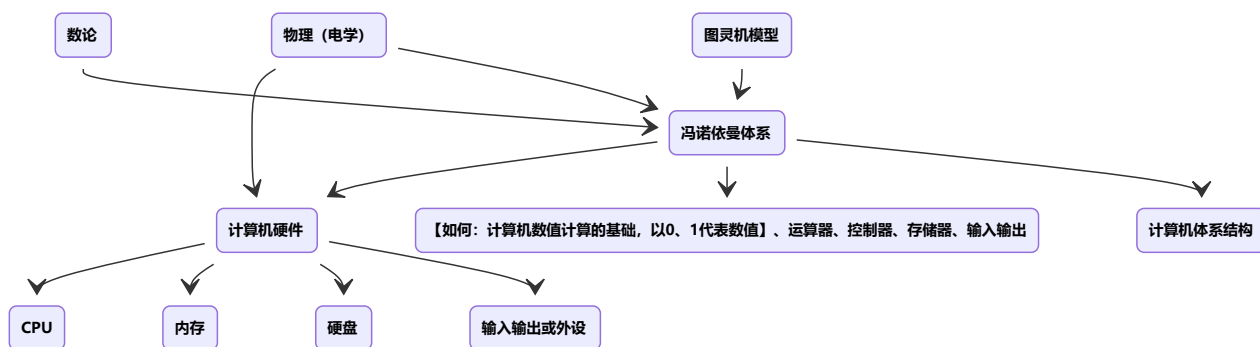 数论
物理（电学）
图灵机模型
冯诺依曼体系
计算机硬件
【如何：计算机数值计算的基础，以0、1代表数值】、运算器、控制器、存储器、输入输出
计算机体系结构
CPU
内存
硬盘
输入输出或外设